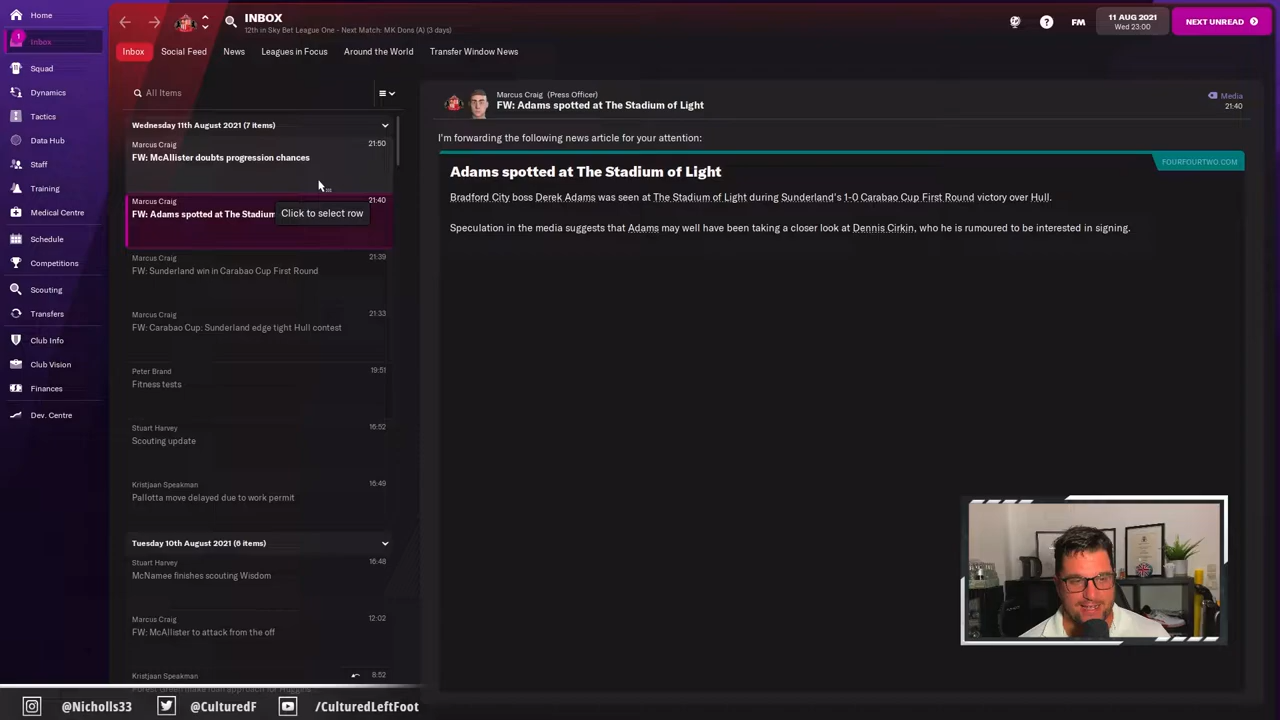 Home
INBOX
12th in Sky Bet League One - Next Match: MK Dons (A) (3 days)
FM
11 AUG 2021
Wed 23:00
NEXT UNREAD
1
Inbox
Squad
Dynamics
Tactics
Data Hub
Staff
Training
Medical Centre
Schedule
Competitions
Scouting
Transfers
Club Info
Club Vision
Finances
Dev. Centre
Inbox
Social Feed
News
Leagues in Focus
Around the World
Transfer Window News
All Items
Wednesday 11th August 2021 (7 items)
Marcus Craig 21:50
FW: McAllister doubts progression chances
Marcus Craig 21:40
FW: Adams spotted at The Stadium
Click to select row
Marcus Craig 21:39
FW: Sunderland win in Carabao Cup First Round
Marcus Craig 21:33
FW: Carabao Cup: Sunderland edge tight Hull contest
Peter Brand 19:51
Fitness tests
Stuart Harvey 16:52
Scouting update
Kristjaan Speakman 16:49
Pallotta move delayed due to work permit
Tuesday 10th August 2021 (6 items)
Stuart Harvey 16:48
McNamee finishes scouting Wisdom
Marcus Craig 12:02
FW: McAllister to attack from the off
Kristjaan Speakman 8:52
Marcus Craig (Press Officer)
FW: Adams spotted at The Stadium of Light
Media
21:40
I'm forwarding the following news article for your attention:
FOURFOURTWO.COM
Adams spotted at The Stadium of Light
Bradford City boss Derek Adams was seen at The Stadium of Light during Sunderland's 1-0 Carabao Cup First Round victory over Hull.
Speculation in the media suggests that Adams may well have been taking a closer look at Dennis Cirkin, who he is rumoured to be interested in signing.
@Nicholls33
@CulturedF
/CulturedLeftFoot